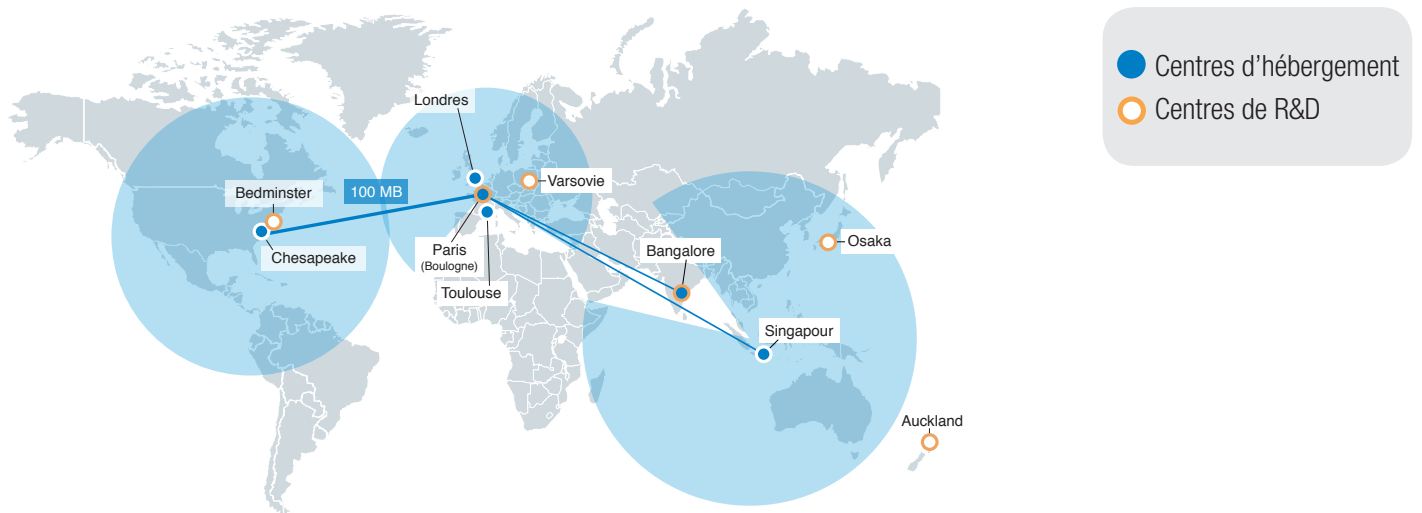 Londres
Varsovie
Bedminster
100 MB
Chesapeake
Paris
(Boulogne)
Toulouse
Bangalore
Osaka
Singapour
Auckland
Centres d’hébergement
Centres de R&D